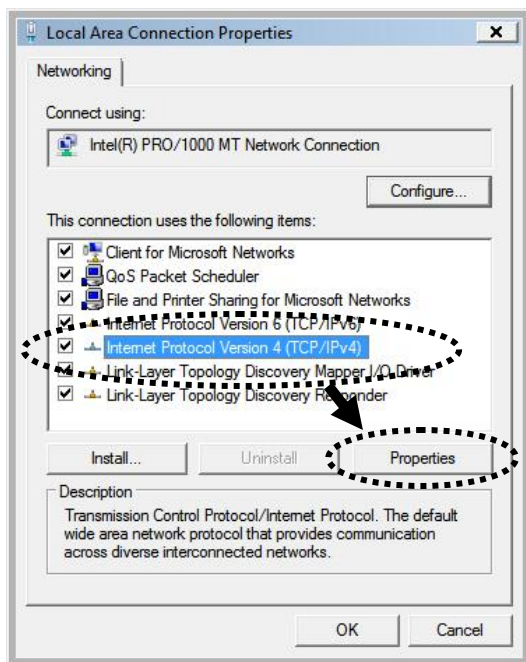 Local Area Connection Properties
Networking
Connect using:
Intel(R) PRO/1000 MT Network Connection
Configure...
This connection uses the following items:
Client for Microsoft Networks
QoS Packet Scheduler
File and Printer Sharing for Microsoft Networks
Internet Protocol Version 6 (TCP/IPv6)
Internet Protocol Version 4 (TCP/IPv4)
Link-Layer Topology Discovery Mapper I/O Driver
Link-Layer Topology Discovery Responder
Install...
Uninstall
Properties
Description
Transmission Control Protocol/Internet Protocol. The default
wide area network protocol that provides communication
across diverse interconnected networks.
OK
Cancel